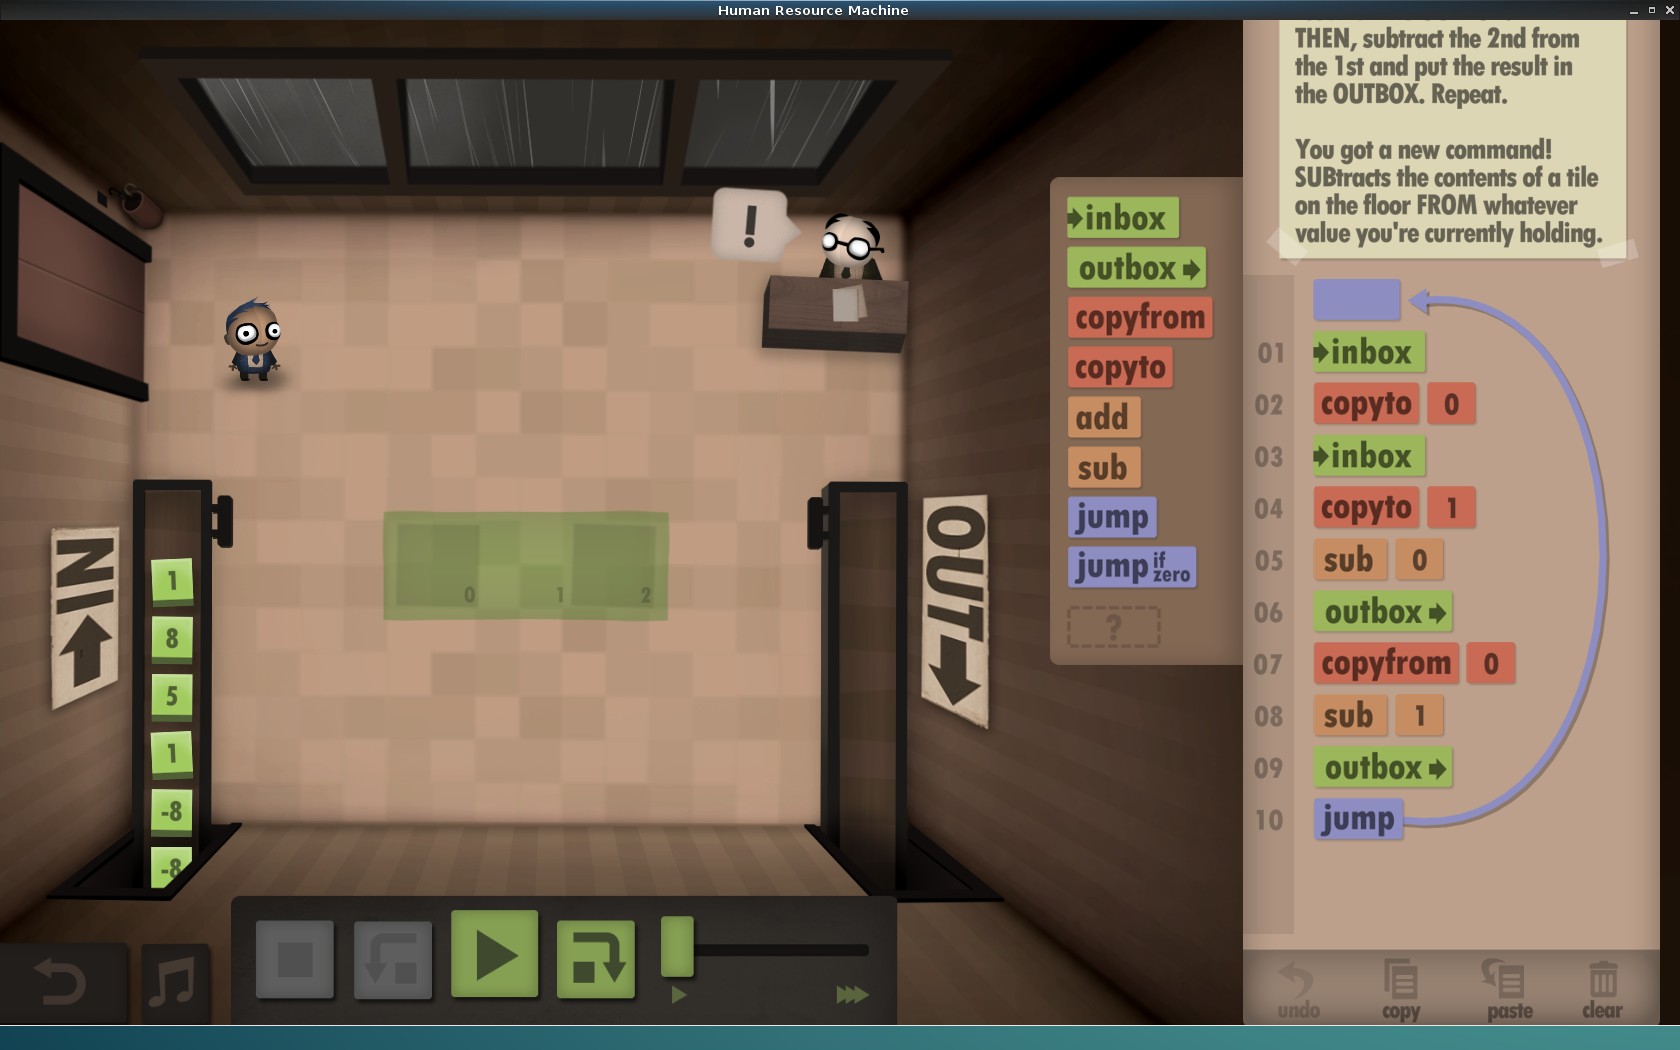 Human Resource Machine
THEN, subtract the 2nd from
the 1st and put the result in
the OUTBOX. Repeat.
You got a new command!
SUBtracts the contents of a tile
on the floor FROM whatever
value you're currently holding.
!
inbox
outbox
copyfrom
copyto
add
sub
jump
jump if zero
?
01 inbox
02 copyto 0
03 inbox
04 copyto 1
05 sub 0
06 outbox
07 copyfrom 0
08 sub 1
09 outbox
10 jump
IN
1
8
5
1
-8
-8
0 1 2
OUT
undo copy paste clear